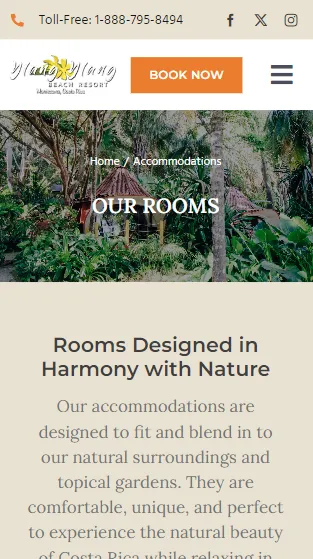 Toll-Free: 1-888-795-8494
Ylang Ylang
BEACH RESORT
Montezuma, Costa Rica
BOOK NOW
Home / Accommodations
OUR ROOMS
Rooms Designed in
Harmony with Nature
Our accommodations are
designed to fit and blend in to
our natural surroundings and
topical gardens. They are
comfortable, unique, and perfect
to experience the natural beauty
of Costa Rica while relaxing in